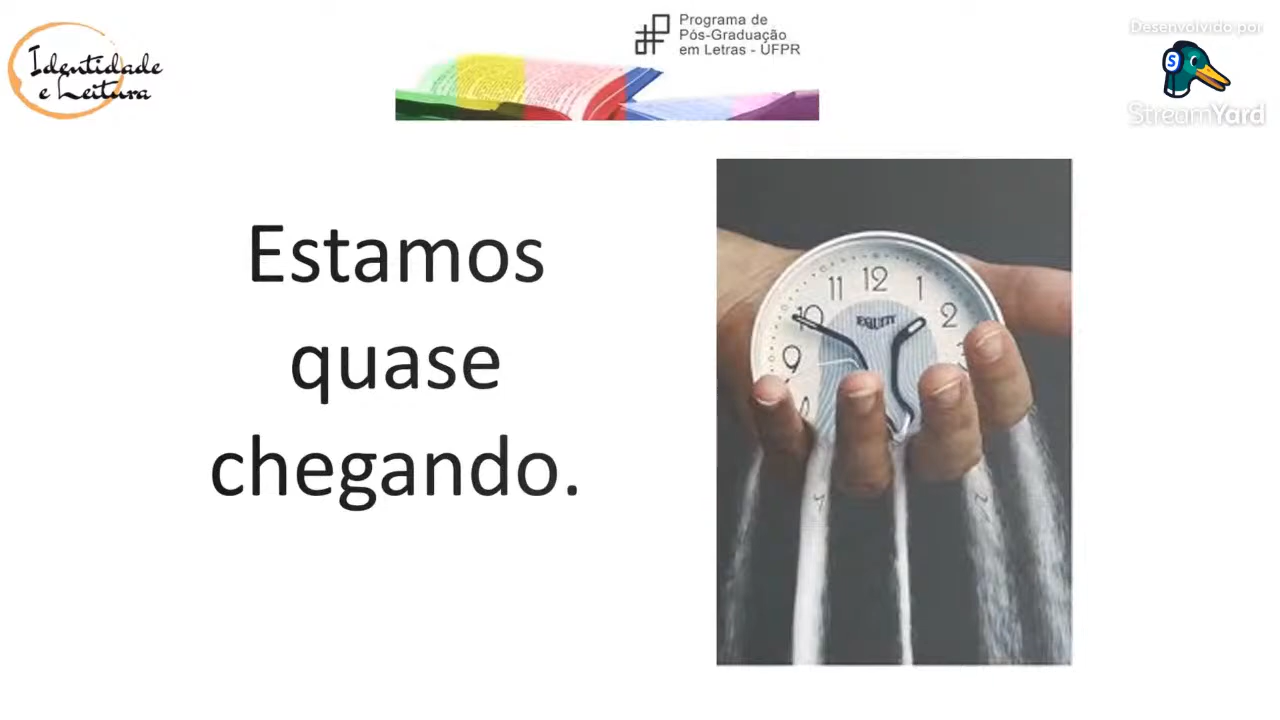 Identidade
e Leitura
Programa de
Pós-Graduação
em Letras - UFPR
Desenvolvido por
S
StreamYard
Estamos
quase
chegando.
11 12 1
10 2
9
EQUITY